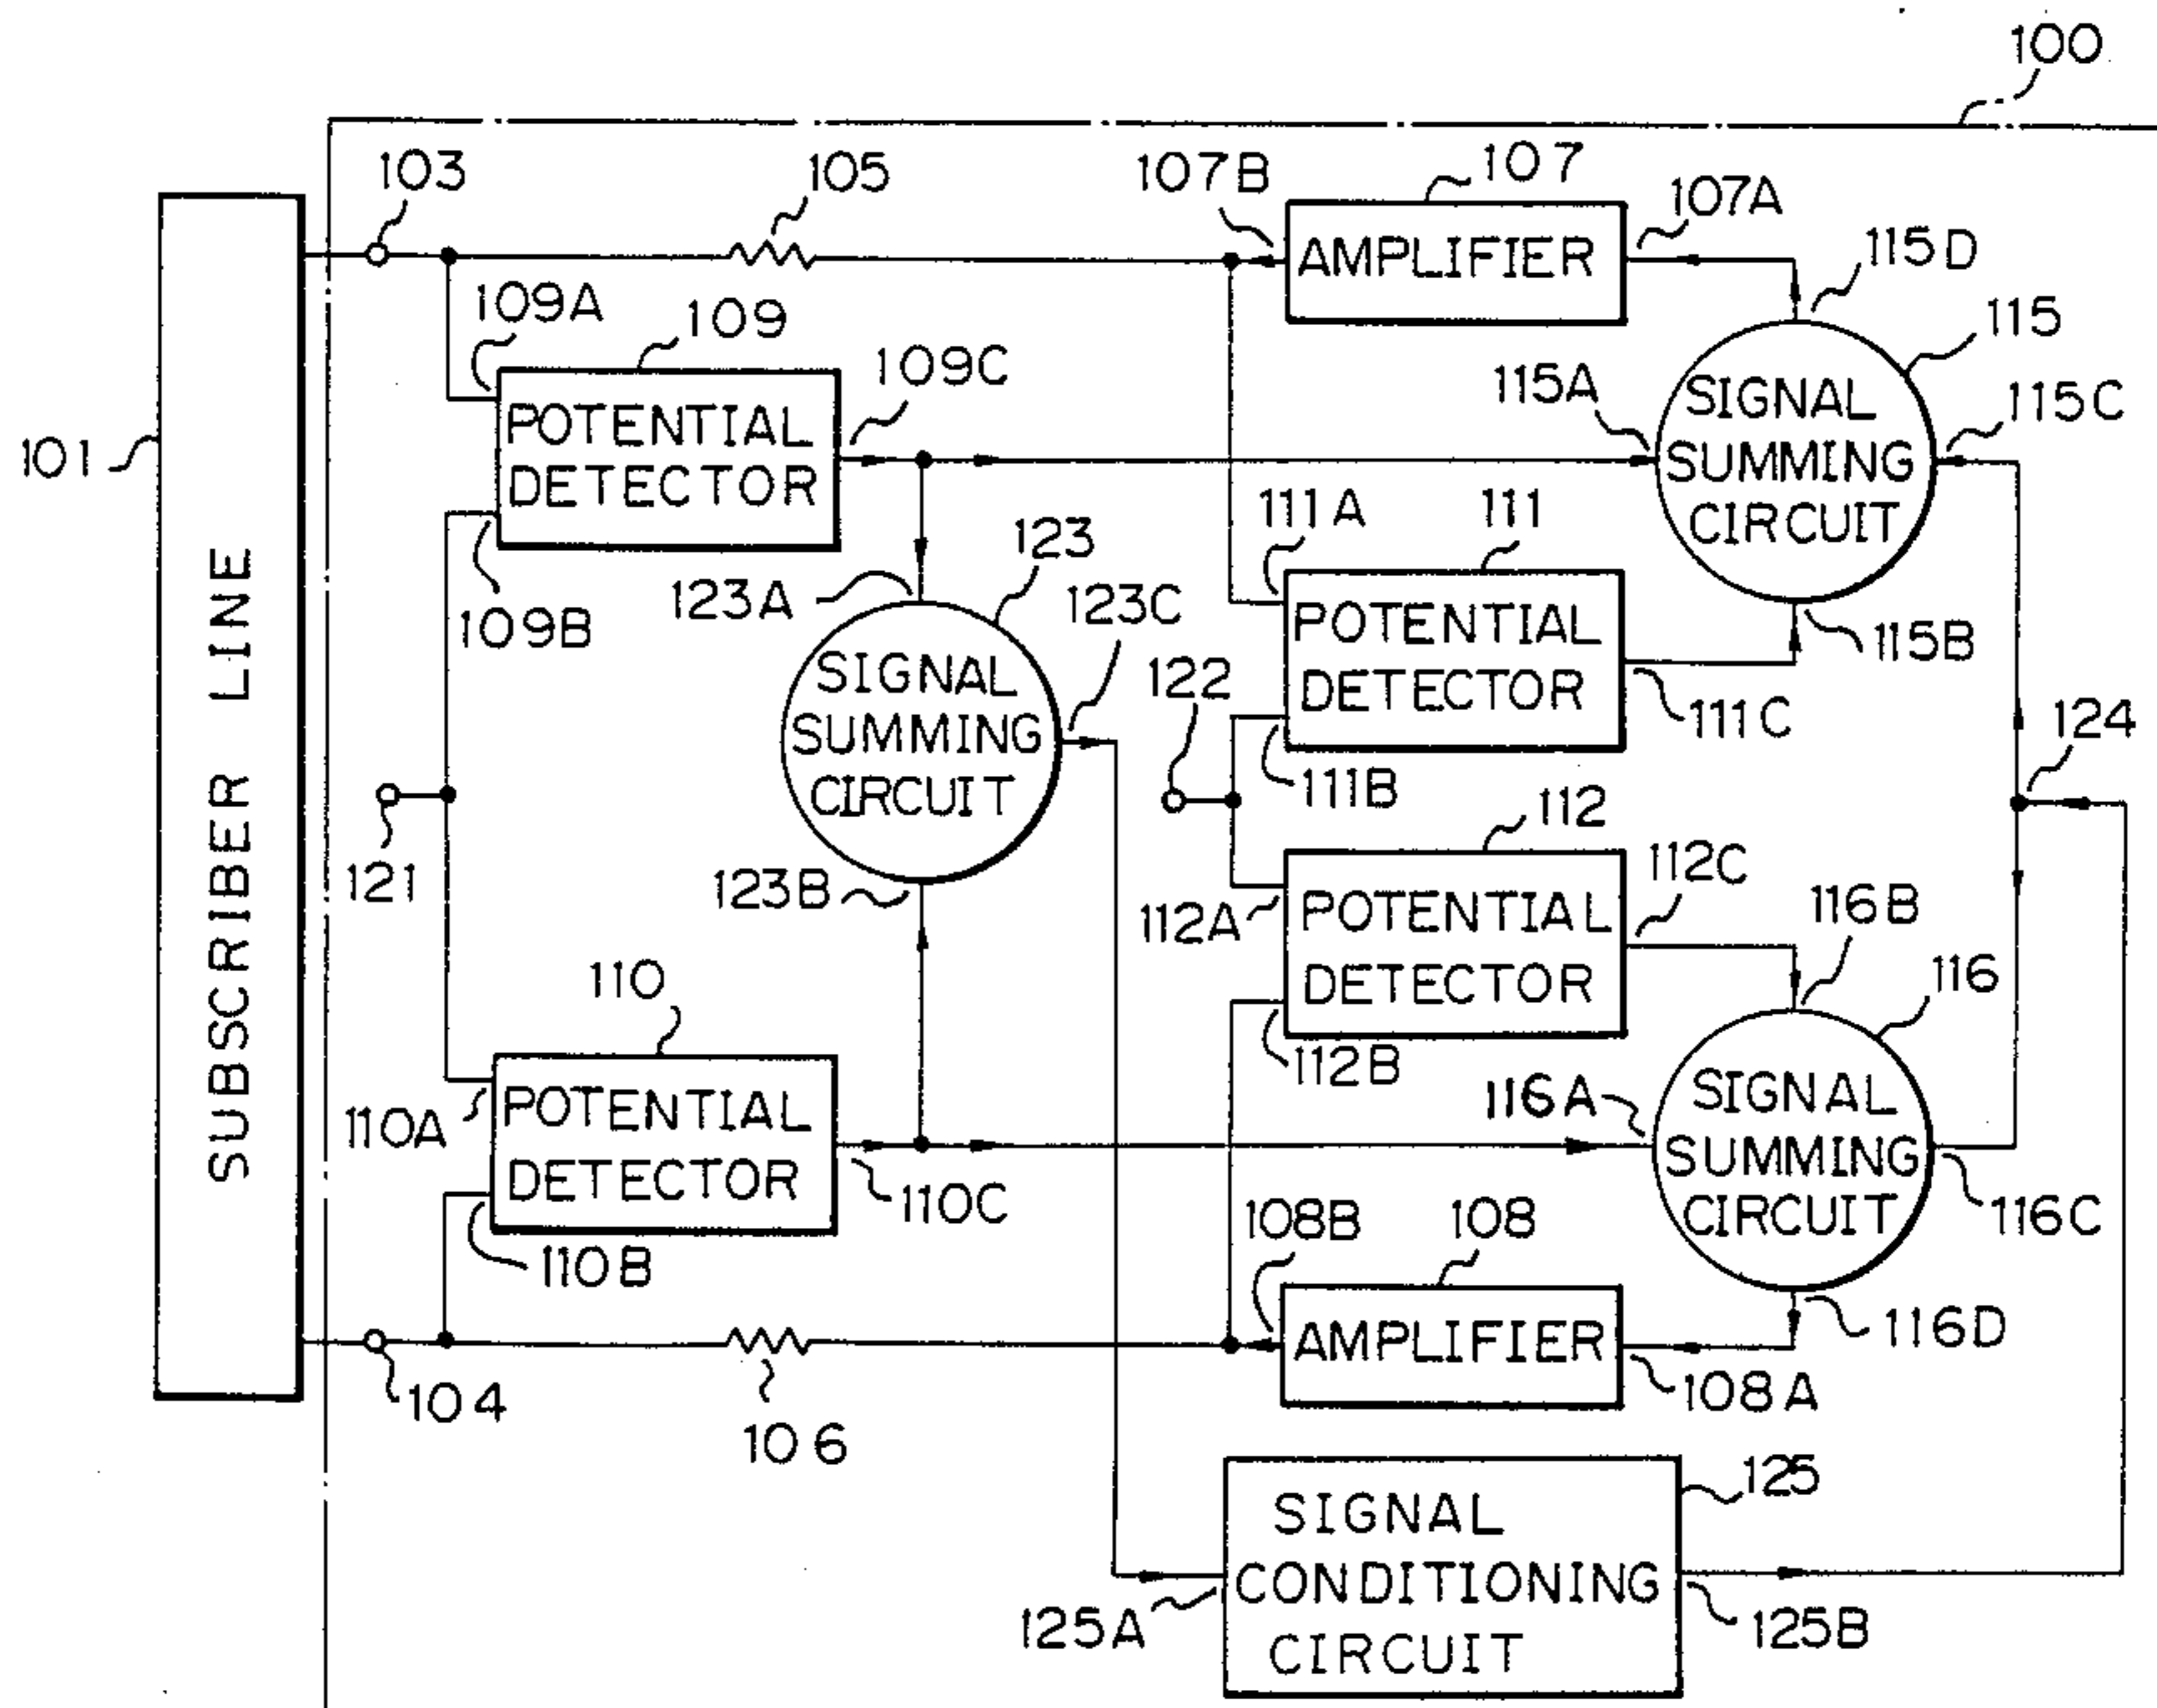 100
103
105
107B
107
107A
115D
109A
109
109C
115
115A
SIGNAL
SUMMING
CIRCUIT
115C
101
POTENTIAL
DETECTOR
111A
111
109B
123A
123
123C
115B
SIGNAL
SUMMING
CIRCUIT
122
POTENTIAL
DETECTOR
111C
124
111B
121
123B
112
112A
112C
116B
POTENTIAL
DETECTOR
116
110
112B
116A
SIGNAL
SUMMING
CIRCUIT
110A
POTENTIAL
DETECTOR
110C
116C
110B
108B
108
116D
AMPLIFIER
AMPLIFIER
108A
104
106
125
SIGNAL
CONDITIONING
CIRCUIT
125A
125B
SUBSCRIBER LINE